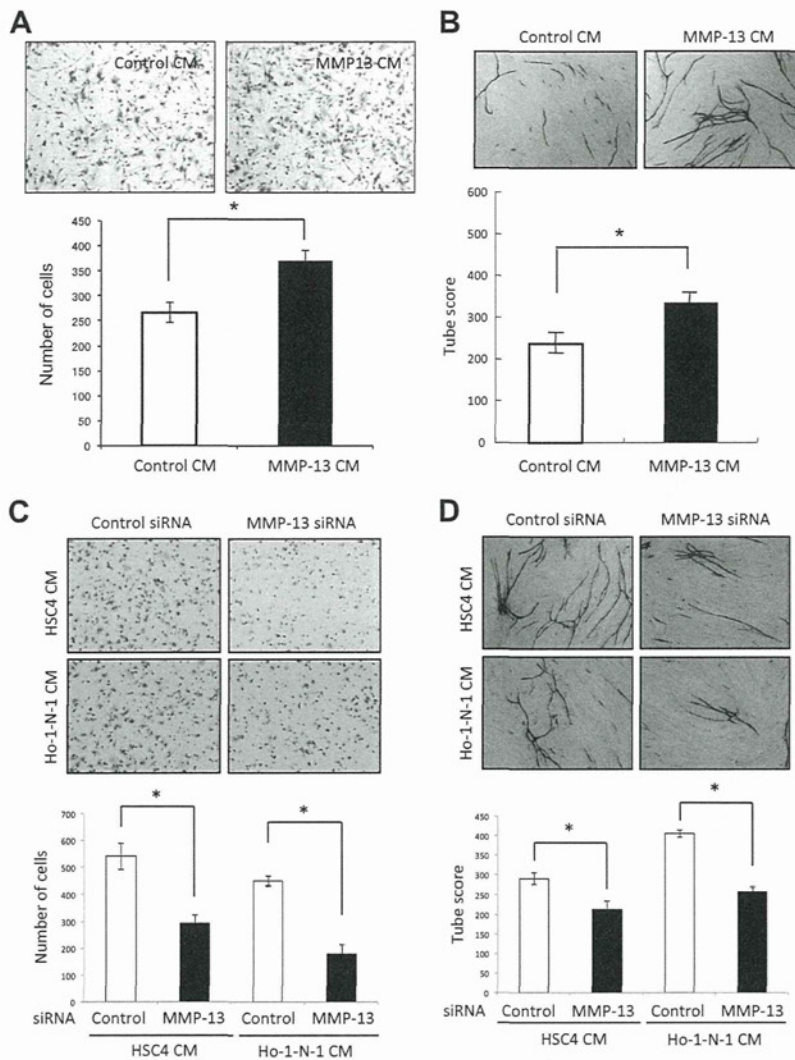 A
Control CM
MMP13 CM
*
Number of cells
450
400
350
300
250
200
150
100
50
0
Control CM MMP-13 CM
B
Control CM MMP-13 CM
*
Tube score
600
500
400
300
200
100
0
Control CM MMP-13 CM
C
Control siRNA MMP-13 siRNA
HSC4 CM
Ho-1-N-1 CM
* *
Number of cells
700
600
500
400
300
200
100
0
siRNA Control MMP-13 Control MMP-13
HSC4 CM Ho-1-N-1 CM
D
Control siRNA MMP-13 siRNA
HSC4 CM
Ho-1-N-1 CM
* *
Tube score
450
400
350
300
250
200
150
100
50
0
siRNA Control MMP-13 Control MMP-13
HSC4 CM Ho-1-N-1 CM